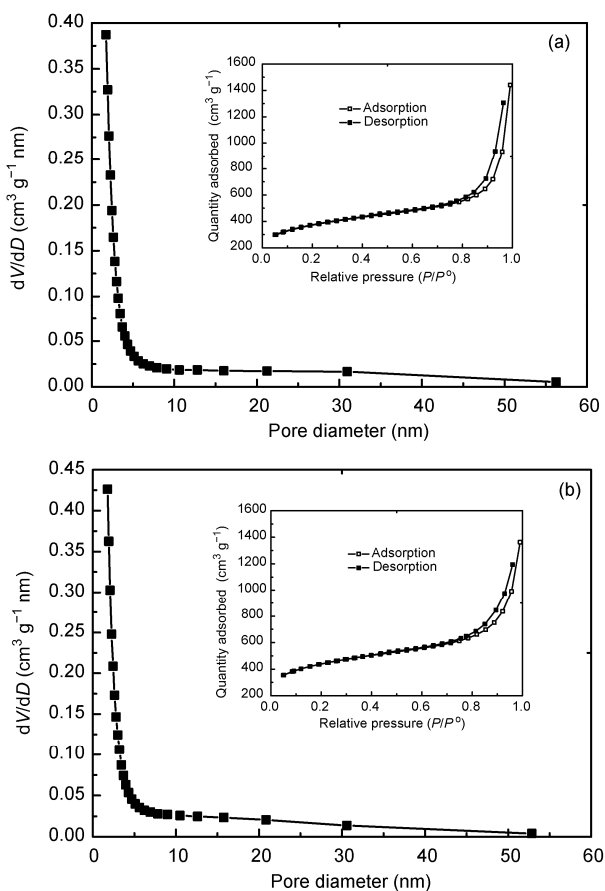 (a)
0.40
0.35
0.30
0.25
0.20
0.15
0.10
0.05
0.00
dV/dD (cm³ g⁻¹ nm)
0 10 20 30 40 50 60
Pore diameter (nm)
1600
1400
1200
1000
800
600
400
200
Quantity adsorbed (cm³ g⁻¹)
Adsorption
Desorption
0.0 0.2 0.4 0.6 0.8 1.0
Relative pressure (P/P°)
(b)
0.45
0.40
0.35
0.30
0.25
0.20
0.15
0.10
0.05
0.00
dV/dD (cm³ g⁻¹ nm)
0 10 20 30 40 50 60
Pore diameter (nm)
1600
1400
1200
1000
800
600
400
200
Quantity adsorbed (cm³ g⁻¹)
Adsorption
Desorption
0.0 0.2 0.4 0.6 0.8 1.0
Relative pressure (P/P°)